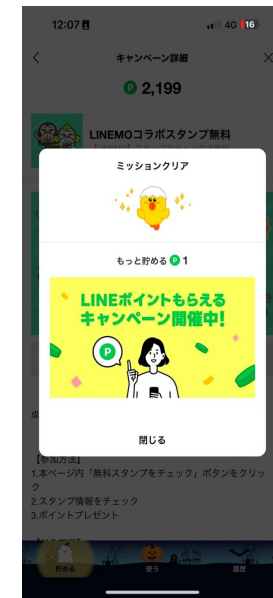 12:07
4G 16
キャンペーン詳細
P 2,199
LINEMOコラボスタンプ無料
ミッションクリア
もっと貯める P 1
LINEポイントもらえる
キャンペーン開催中!
P
閉じる
【参加方法】
1.本ページ内「無料スタンプをチェック」ボタンをクリッ
ク
2.スタンプ情報をチェック
3.ポイントプレゼント
貯める
使う
履歴